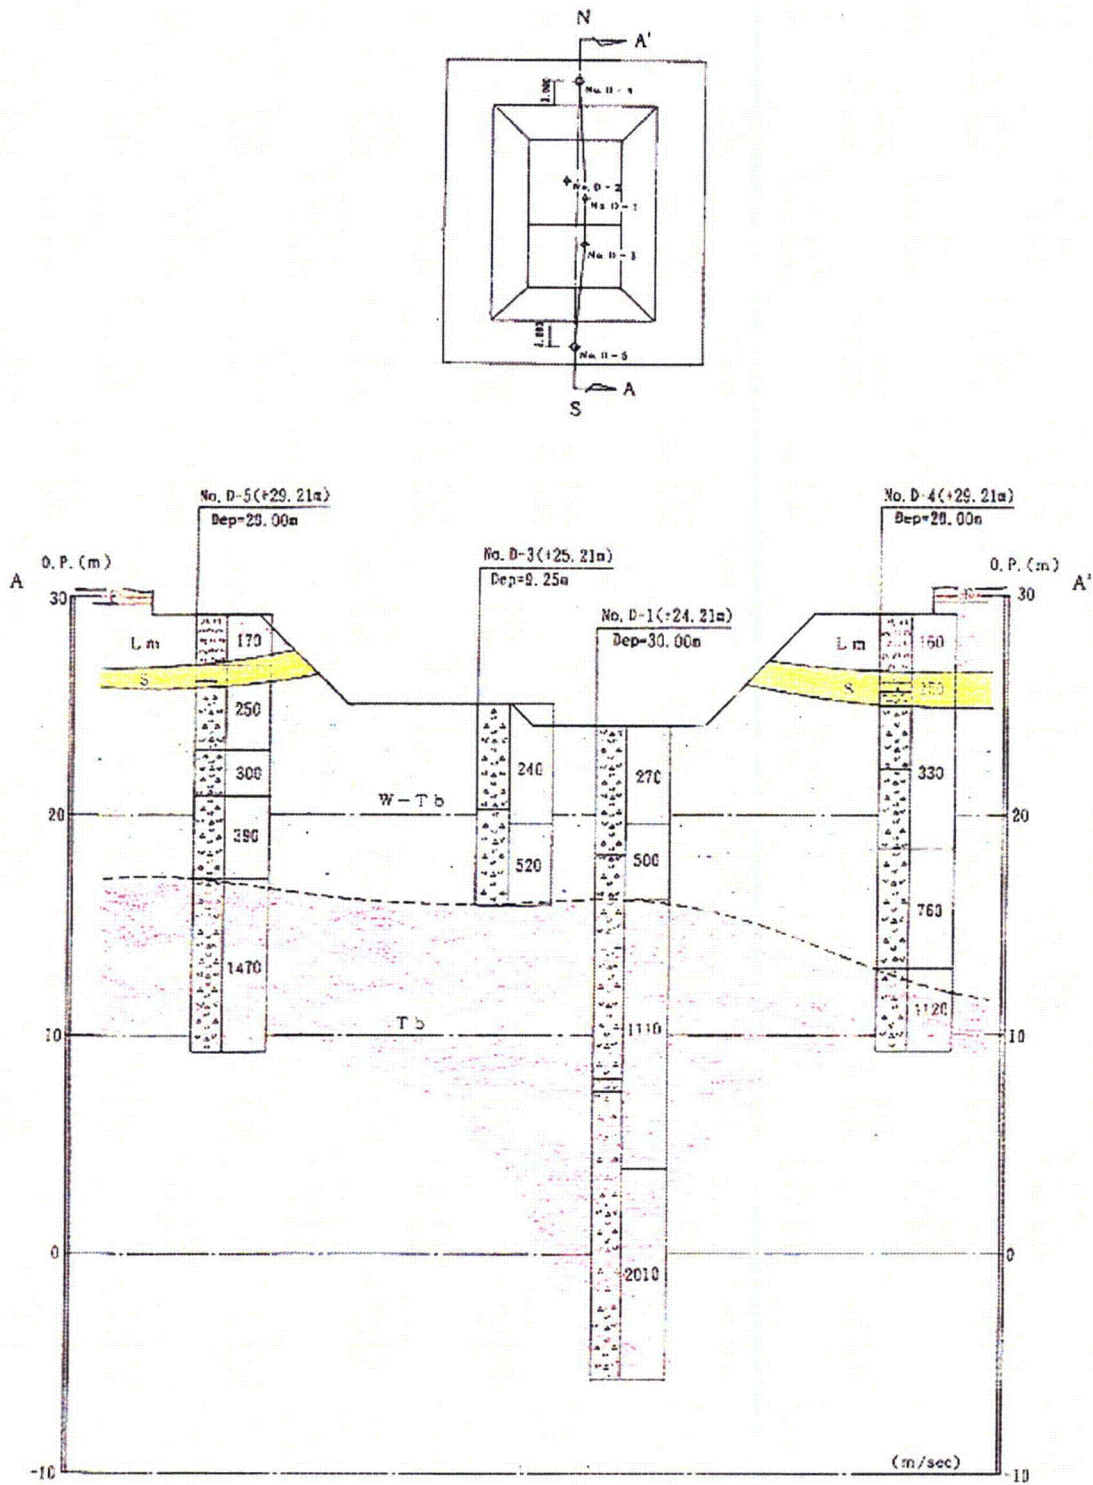 N
A'
No. D-4
No. D-2
No. D-1
No. D-3
No. D-5
A
S
No. D-5(+29.21m)
Dep=20.00m
No. D-4(+29.21m)
Dep=20.00m
No. D-3(+25.21m)
Dep=9.25m
No. D-1(+24.21m)
Dep=30.00m
O.P.(m)
O.P.(m)
A
A'
30
30
Lm
170
Lm
160
S
S
250
250
300
240
270
330
W-Tb
20
20
390
520
500
760
1470
Tb
1110
1120
10
10
0
0
2010
(m/sec)
-10
-10